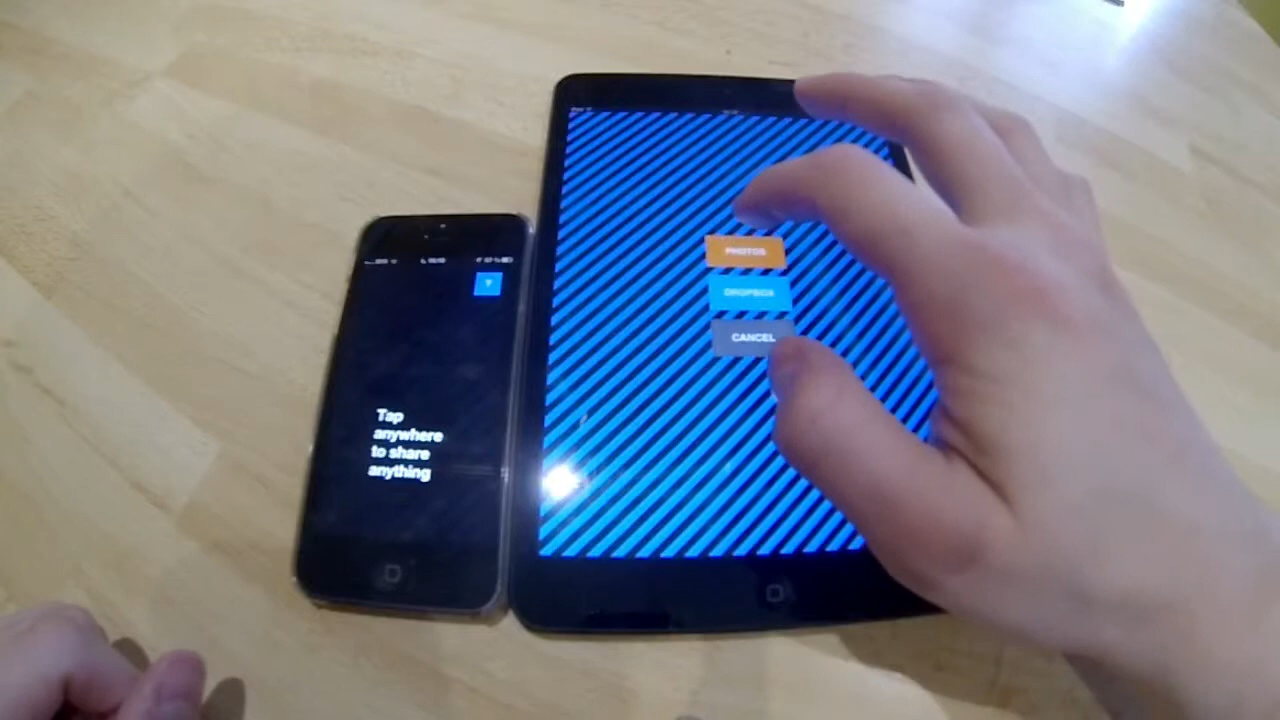 ?
Tap
anywhere
to share
anything
PHOTOS
DROPBOX
CANCEL